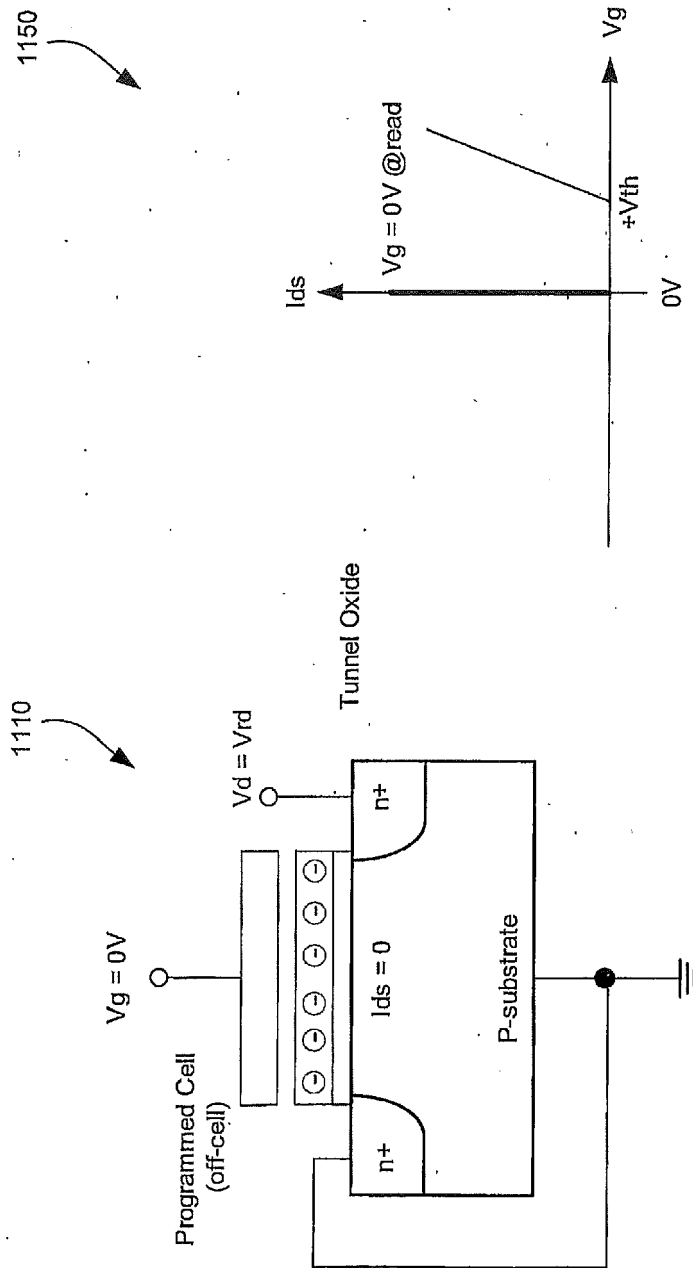 1110
Programmed Cell
(off-cell)
Vg = 0V
Vd = Vrd
Tunnel Oxide
n+
Ids = 0
n+
P-substrate
1150
Ids
Vg = 0V @read
+Vth
0V
Vg